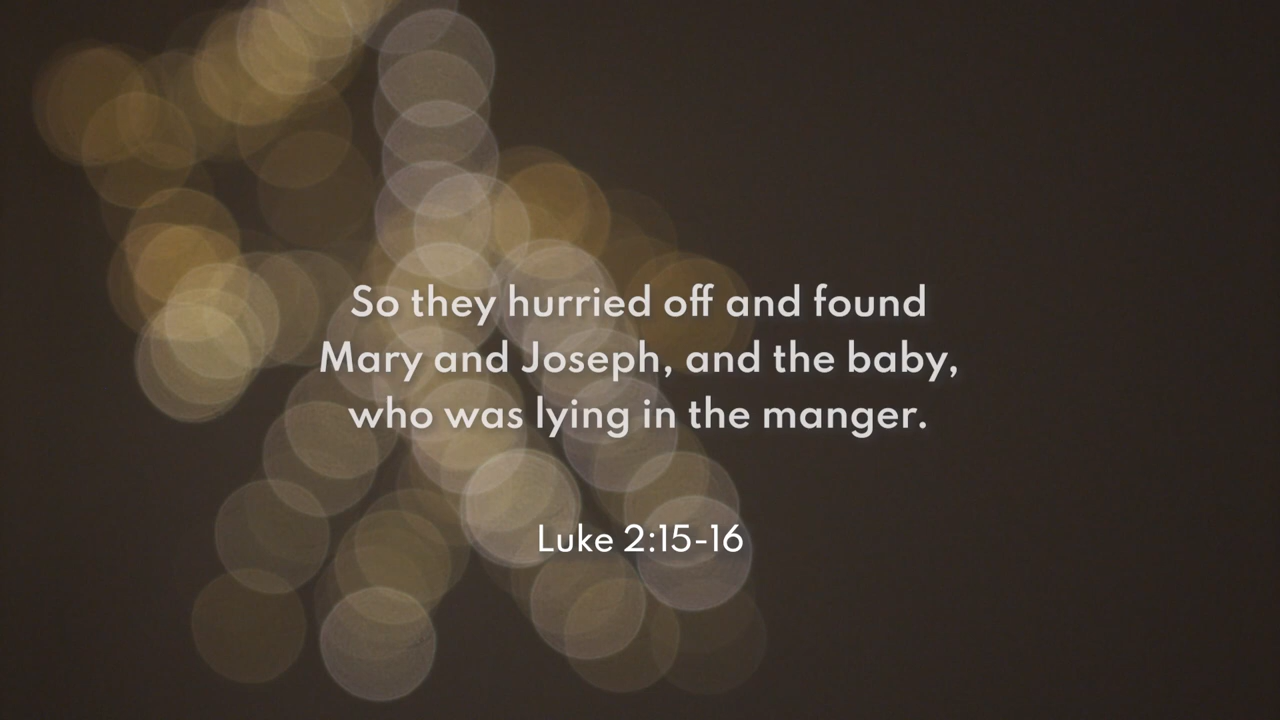 So they hurried off and found
Mary and Joseph, and the baby,
who was lying in the manger.
Luke 2:15-16